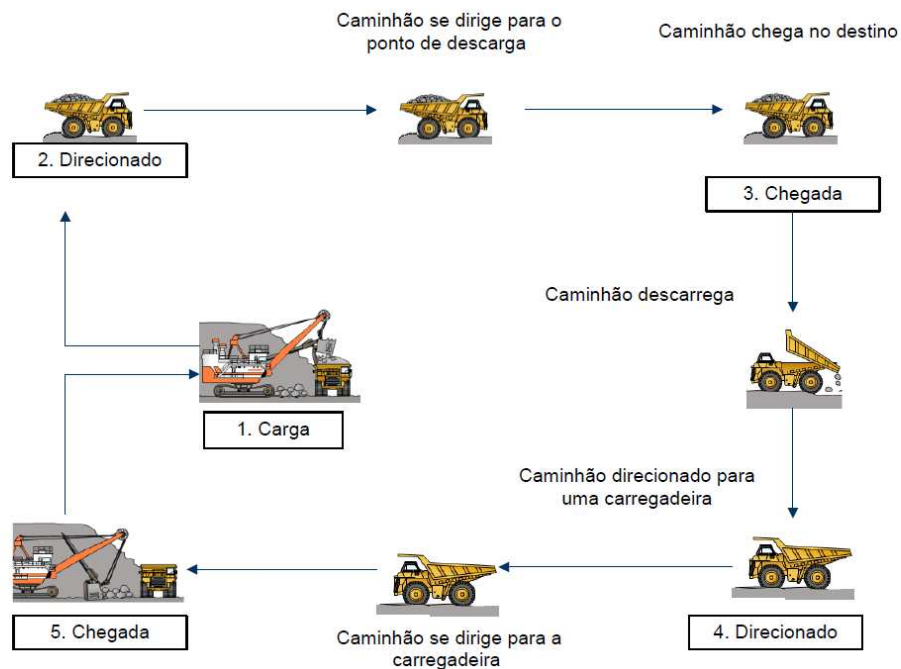 Caminhão se dirige para o
ponto de descarga
Caminhão chega no destino
2. Direcionado
3. Chegada
Caminhão descarrega
1. Carga
Caminhão direcionado para
uma carregadeira
5. Chegada
Caminhão se dirige para a
carregadeira
4. Direcionado